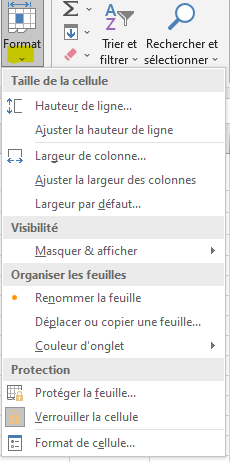 Format
Trier et
filtrer
Rechercher et
sélectionner
Taille de la cellule
Hauteur de ligne...
Ajuster la hauteur de ligne
Largeur de colonne...
Ajuster la largeur des colonnes
Largeur par défaut...
Visibilité
Masquer & afficher
Organiser les feuilles
Renommer la feuille
Déplacer ou copier une feuille...
Couleur d'onglet
Protection
Protéger la feuille...
Verrouiller la cellule
Format de cellule...